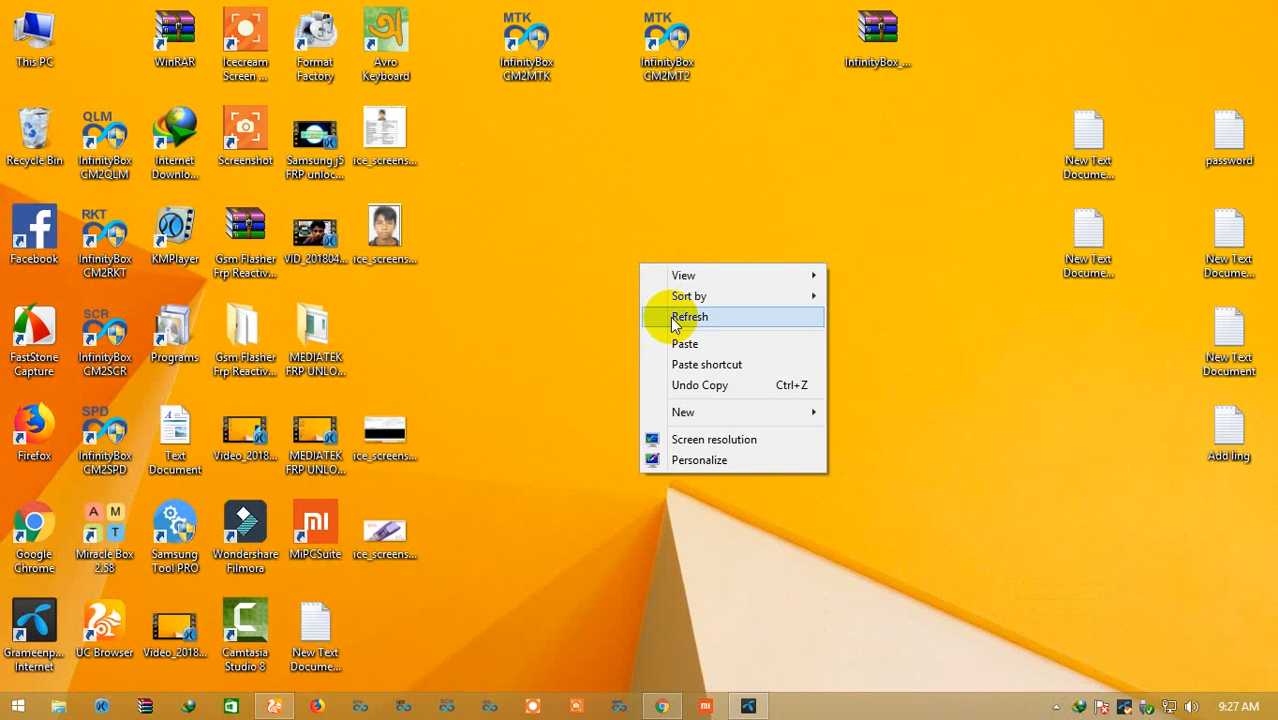 This PC
WinRAR
Icecream
Screen ...
Format
Factory
Avro
Keyboard
MTK
InfinityBox
CM2MTK
MTK
InfinityBox
CM2MT2
InfinityBox_...
Recycle Bin
QLM
InfinityBox
CM2QLM
Internet
Downlo...
Screenshot
Samsung j5
FRP unloc...
ice_screens...
New Text
Docume...
password
Facebook
RKT
InfinityBox
CM2RKT
KMPlayer
Gsm Flasher
Frp Reactiv...
VID_201804...
ice_screens...
New Text
Docume...
New Text
Docume...
FastStone
Capture
SCR
InfinityBox
CM2SCR
Programs
Gsm Flasher
Frp Reactiv...
MEDIATEK
FRP UNLO...
New Text
Document
View
Sort by
Refresh
Paste
Paste shortcut
Undo Copy Ctrl+Z
New
Screen resolution
Personalize
Firefox
SPD
InfinityBox
CM2SPD
Text
Document
Video_2018...
MEDIATEK
FRP UNLO...
ice_screens...
Add ling
Google
Chrome
A M
T T
Miracle Box
2.58
Samsung
Tool PRO
Wondershare
Filmora
MiPCSuite
ice_screens...
Grameenp...
Internet
UC Browser
Video_2018...
Camtasia
Studio 8
New Text
Docume...
9:27 AM